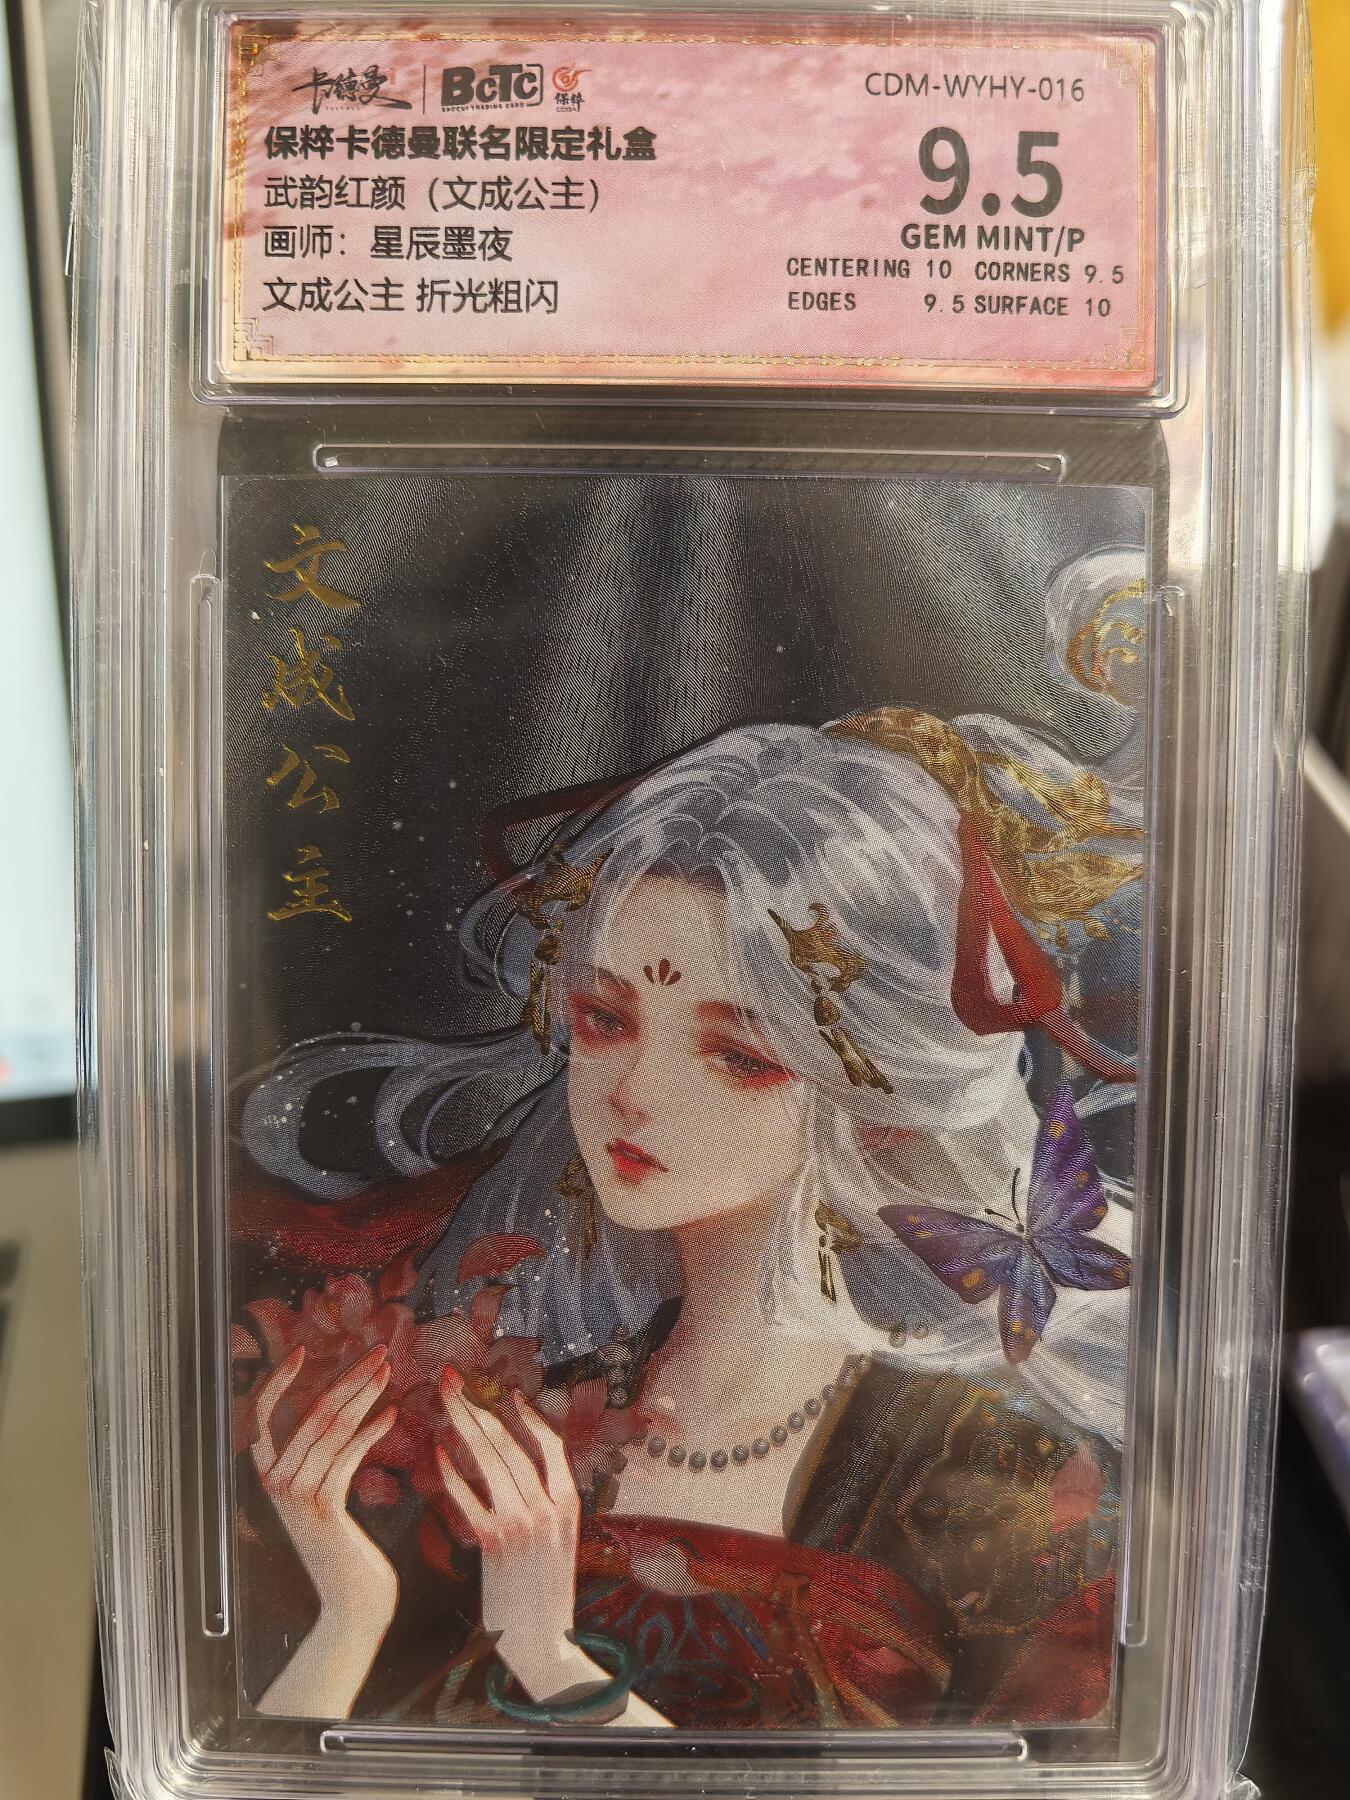 卡德曼 BCTC 保粹
CDM-WYHY-016
保粹卡德曼联名限定礼盒
武韵红颜（文成公主）
画师：星辰墨夜
文成公主 折光粗闪
9.5
GEM MINT/P
CENTERING 10 CORNERS 9.5
EDGES 9.5 SURFACE 10
文成公主